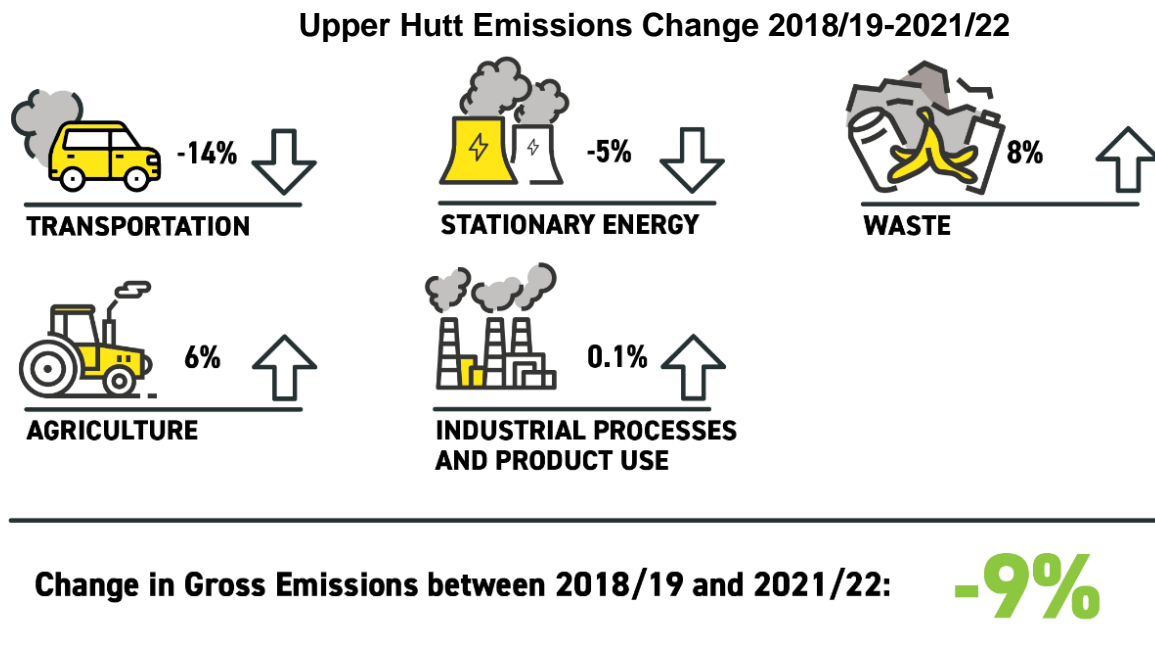 Upper Hutt Emissions Change 2018/19-2021/22
-14%
TRANSPORTATION
-5%
STATIONARY ENERGY
8%
WASTE
6%
AGRICULTURE
0.1%
INDUSTRIAL PROCESSES
AND PRODUCT USE
Change in Gross Emissions between 2018/19 and 2021/22: -9%